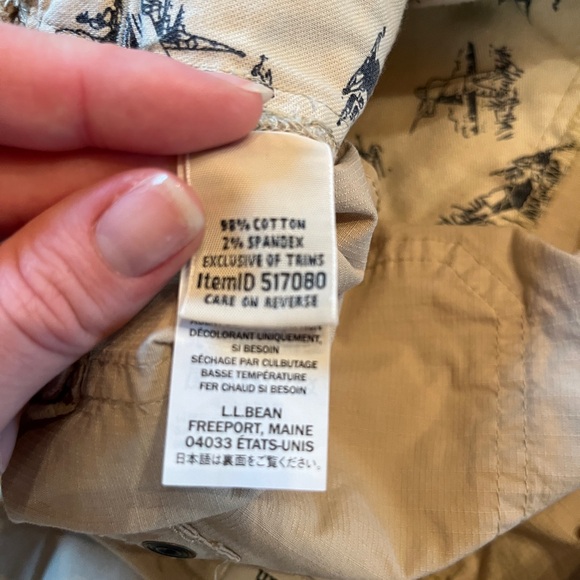 98% COTTON
2% SPANDEX
EXCLUSIVE OF TRIMS
ItemID 517080
CARE ON REVERSE
DÉCOLORANT UNIQUEMENT,
SI BESOIN
SÉCHAGE PAR CULBUTAGE
BASSE TEMPÉRATURE
FER CHAUD SI BESOIN
L.L.BEAN
FREEPORT, MAINE
04033 ÉTATS-UNIS
日本語は裏面をご覧ください。